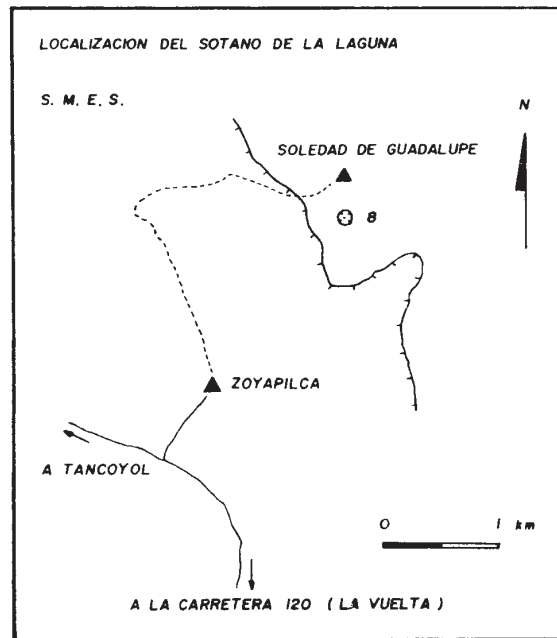 LOCALIZACION DEL SOTANO DE LA LAGUNA
S. M. E. S.
N
SOLEDAD DE GUADALUPE
8
ZOYAPILCA
A TANCOYOL
0 1 km
A LA CARRETERA 120 ( LA VUELTA )